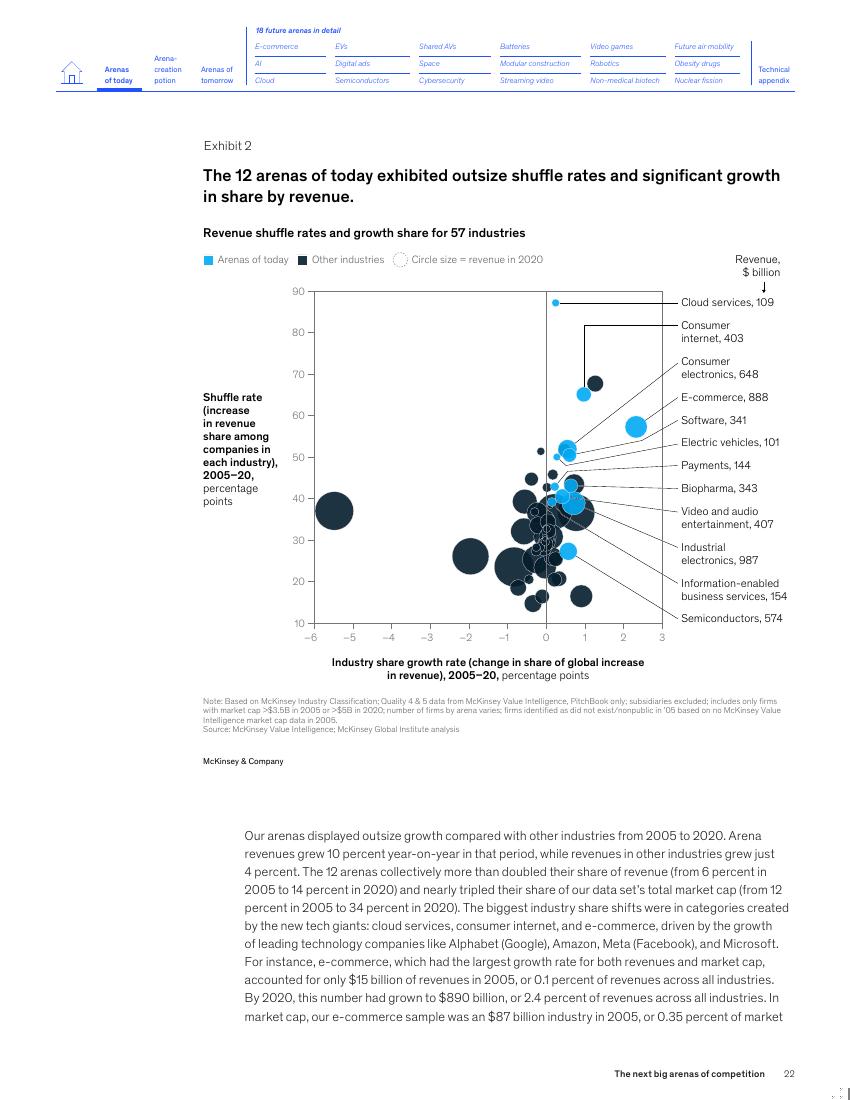 18 future arenas in detail
Arenas of today
Arena-creation potion
Arenas of tomorrow
E-commerce
EVs
Shared AVs
Batteries
Video games
Future air mobility
AI
Digital ads
Space
Modular construction
Robotics
Obesity drugs
Cloud
Semiconductors
Cybersecurity
Streaming video
Non-medical biotech
Nuclear fission
Technical appendix
Exhibit 2
The 12 arenas of today exhibited outsize shuffle rates and significant growth
in share by revenue.
Revenue shuffle rates and growth share for 57 industries
Arenas of today
Other industries
Circle size = revenue in 2020
Revenue,
$ billion
90
80
70
60
50
40
30
20
10
Shuffle rate
(increase
in revenue
share among
companies in
each industry),
2005–20,
percentage
points
Cloud services, 109
Consumer
internet, 403
Consumer
electronics, 648
E-commerce, 888
Software, 341
Electric vehicles, 101
Payments, 144
Biopharma, 343
Video and audio
entertainment, 407
Industrial
electronics, 987
Information-enabled
business services, 154
Semiconductors, 574
–6
–5
–4
–3
–2
–1
0
1
2
3
Industry share growth rate (change in share of global increase
in revenue), 2005–20, percentage points
Note: Based on McKinsey Industry Classification; Quality 4 & 5 data from McKinsey Value Intelligence, PitchBook only; subsidiaries excluded; includes only firms
with market cap >$3.5B in 2005 or >$5B in 2020; number of firms by arena varies; firms identified as did not exist/nonpublic in '05 based on no McKinsey Value
Intelligence market cap data in 2005.
Source: McKinsey Value Intelligence; McKinsey Global Institute analysis
McKinsey & Company
Our arenas displayed outsize growth compared with other industries from 2005 to 2020. Arena
revenues grew 10 percent year-on-year in that period, while revenues in other industries grew just
4 percent. The 12 arenas collectively more than doubled their share of revenue (from 6 percent in
2005 to 14 percent in 2020) and nearly tripled their share of our data set's total market cap (from 12
percent in 2005 to 34 percent in 2020). The biggest industry share shifts were in categories created
by the new tech giants: cloud services, consumer internet, and e-commerce, driven by the growth
of leading technology companies like Alphabet (Google), Amazon, Meta (Facebook), and Microsoft.
For instance, e-commerce, which had the largest growth rate for both revenues and market cap,
accounted for only $15 billion of revenues in 2005, or 0.1 percent of revenues across all industries.
By 2020, this number had grown to $890 billion, or 2.4 percent of revenues across all industries. In
market cap, our e-commerce sample was an $87 billion industry in 2005, or 0.35 percent of market
The next big arenas of competition 22